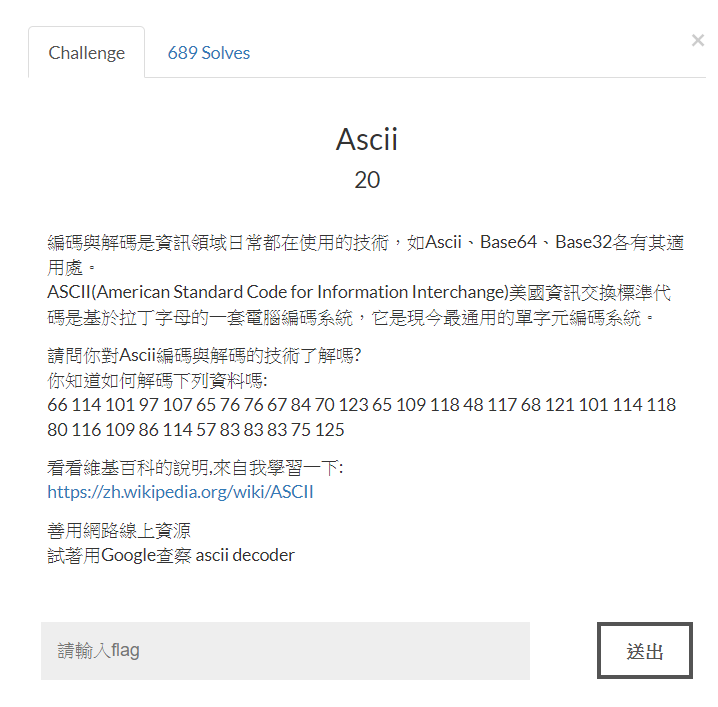 Challenge
689 Solves
×
Ascii
20
編碼與解碼是資訊領域日常都在使用的技術，如Ascii、Base64、Base32各有其適
用處。
ASCII(American Standard Code for Information Interchange)美國資訊交換標準代
碼是基於拉丁字母的一套電腦編碼系統，它是現今最通用的單字元編碼系統。
請問你對Ascii編碼與解碼的技術了解嗎?
你知道如何解碼下列資料嗎:
66 114 101 97 107 65 76 76 67 84 70 123 65 109 118 48 117 68 121 101 114 118
80 116 109 86 114 57 83 83 83 75 125
看看維基百科的說明,來自我學習一下:
https://zh.wikipedia.org/wiki/ASCII
善用網路線上資源
試著用Google查察 ascii decoder
請輸入flag
送出